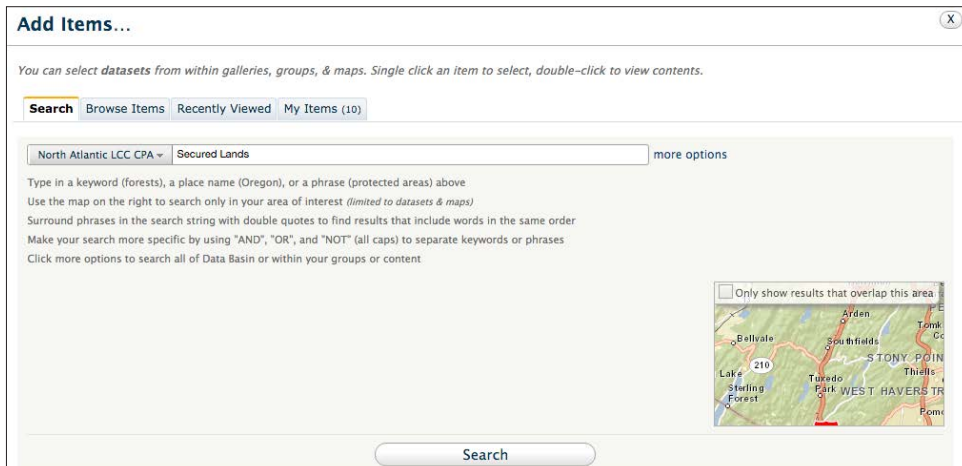 Add Items...
X
You can select datasets from within galleries, groups, & maps. Single click an item to select, double-click to view contents.
Search Browse Items Recently Viewed My Items (10)
North Atlantic LCC CPA Secured Lands more options
Type in a keyword (forests), a place name (Oregon), or a phrase (protected areas) above
Use the map on the right to search only in your area of interest (limited to datasets & maps)
Surround phrases in the search string with double quotes to find results that include words in the same order
Make your search more specific by using "AND", "OR", and "NOT" (all caps) to separate keywords or phrases
Click more options to search all of Data Basin or within your groups or content
Only show results that overlap this area
Arden
Tomk
Bellvale
Southfields
STONY POIN
210
Thiells
Lake
Tuxedo
Sterling
Park
WEST HAVERSTR
Forest
Pomo
Search